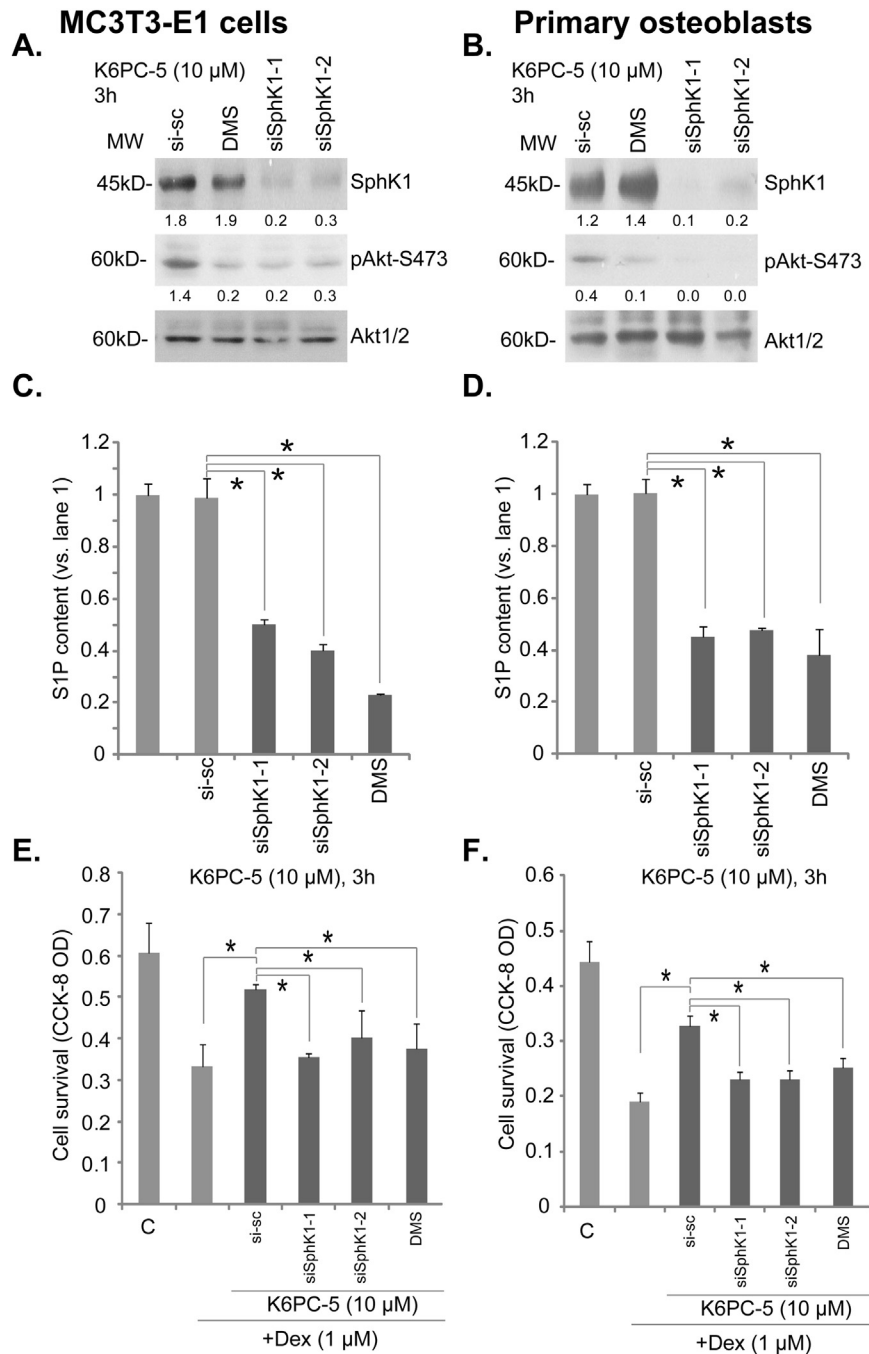 MC3T3-E1 cells
Primary osteoblasts
A.
K6PC-5 (10 µM)
3h
MW
si-sc
DMS
siSphK1-1
siSphK1-2
45kD-
SphK1
1.8 1.9 0.2 0.3
60kD-
pAkt-S473
1.4 0.2 0.2 0.3
60kD-
Akt1/2
B.
K6PC-5 (10 µM)
3h
MW
si-sc
DMS
siSphK1-1
siSphK1-2
45kD-
SphK1
1.2 1.4 0.1 0.2
60kD-
pAkt-S473
0.4 0.1 0.0 0.0
60kD-
Akt1/2
C.
S1P content (vs. lane 1)
1.2
1
0.8
0.6
0.4
0.2
0
*
*
*
si-sc
siSphK1-1
siSphK1-2
DMS
K6PC-5 (10 µM), 3h
D.
S1P content (vs. lane 1)
1.2
1
0.8
0.6
0.4
0.2
0
*
*
*
si-sc
siSphK1-1
siSphK1-2
DMS
K6PC-5 (10 µM), 3h
E.
Cell survival (CCK-8 OD)
0.8
0.7
0.6
0.5
0.4
0.3
0.2
0.1
0
*
*
*
*
C
si-sc
siSphK1-1
siSphK1-2
DMS
K6PC-5 (10 µM)
+Dex (1 µM)
F.
Cell survival (CCK-8 OD)
0.6
0.5
0.4
0.3
0.2
0.1
0
*
*
*
*
C
si-sc
siSphK1-1
siSphK1-2
DMS
K6PC-5 (10 µM)
+Dex (1 µM)